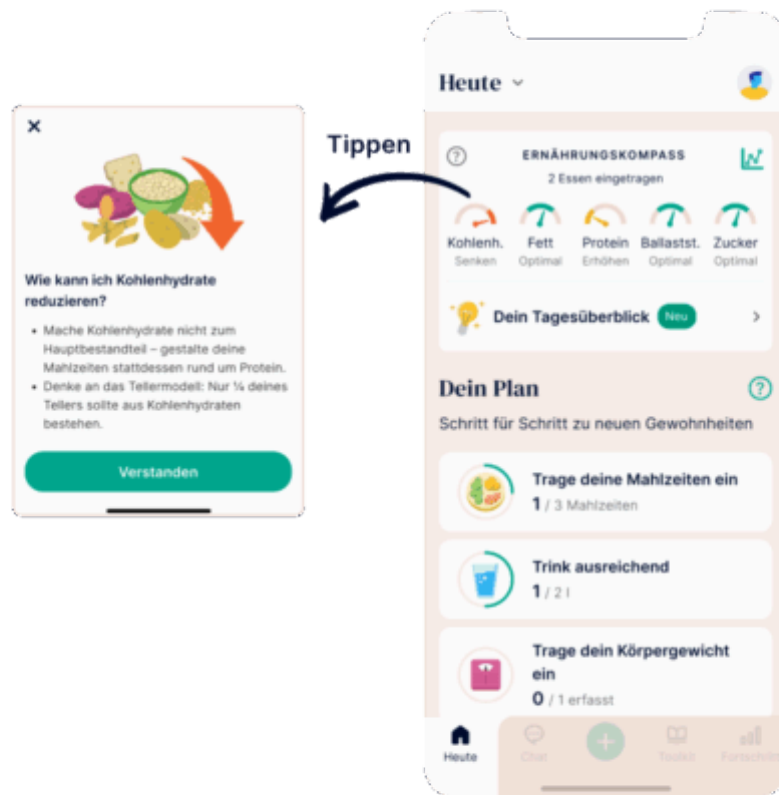 Wie kann ich Kohlenhydrate
reduzieren?
• Mache Kohlenhydrate nicht zum
Hauptbestandteil – gestalte deine
Mahlzeiten stattdessen rund um Protein.
• Denke an das Tellermodell: Nur ¼ deines
Tellers sollte aus Kohlenhydraten
bestehen.
Verstanden
Tippen
Heute
ERNÄHRUNGSKOMPASS
2 Essen eingetragen
Kohlenh. Fett Protein Ballastst. Zucker
Senken Optimal Erhöhen Optimal Optimal
Dein Tagesüberblick Neu
Dein Plan
Schritt für Schritt zu neuen Gewohnheiten
Trage deine Mahlzeiten ein
1 / 3 Mahlzeiten
Trink ausreichend
1 / 2 l
Trage dein Körpergewicht
ein
0 / 1 erfasst
Heute Chat Toolkit Fortschritt